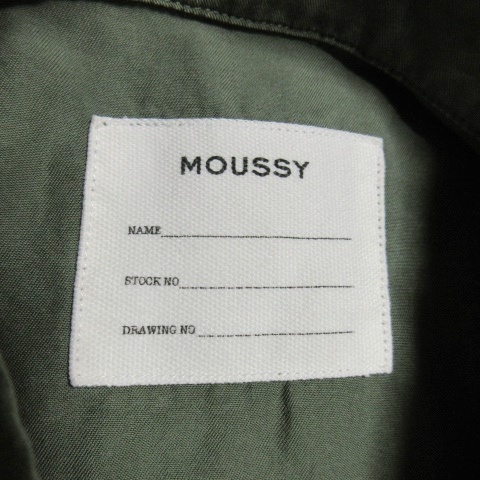 MOUSSY
NAME
STOCK NO
DRAWING NO